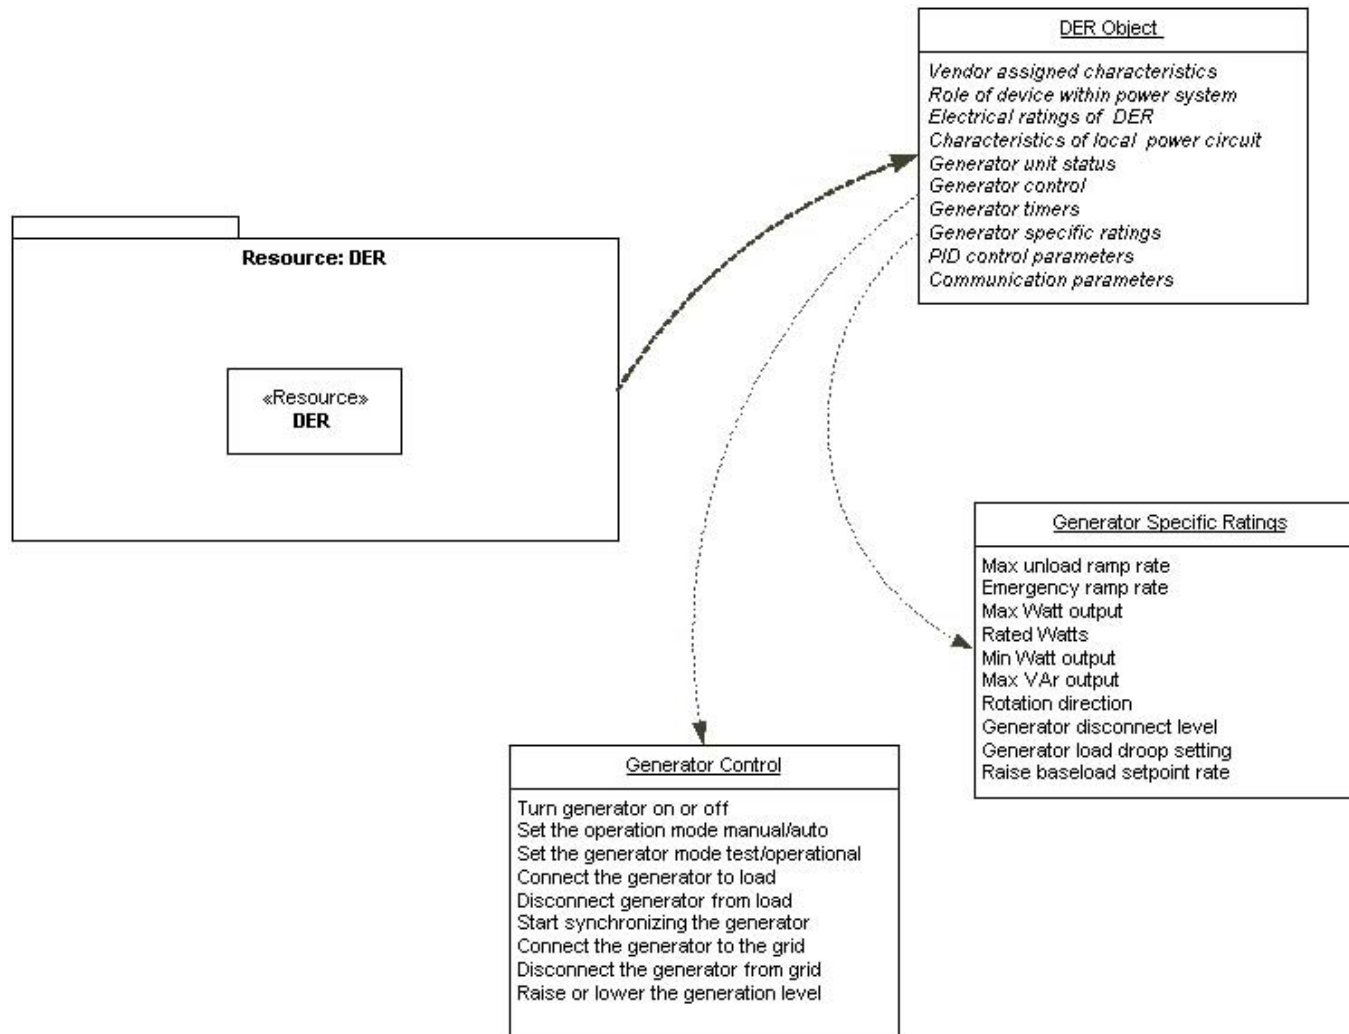 DER Object
Vendor assigned characteristics
Role of device within power system
Electrical ratings of DER
Characteristics of local power circuit
Generator unit status
Generator control
Generator timers
Generator specific ratings
PID control parameters
Communication parameters
Resource: DER
«Resource»
DER
Generator Specific Ratings
Max unload ramp rate
Emergency ramp rate
Max Watt output
Rated Watts
Min Watt output
Max VAr output
Rotation direction
Generator disconnect level
Generator load droop setting
Raise baseload setpoint rate
Generator Control
Turn generator on or off
Set the operation mode manual/auto
Set the generator mode test/operational
Connect the generator to load
Disconnect generator from load
Start synchronizing the generator
Connect the generator to the grid
Disconnect the generator from grid
Raise or lower the generation level